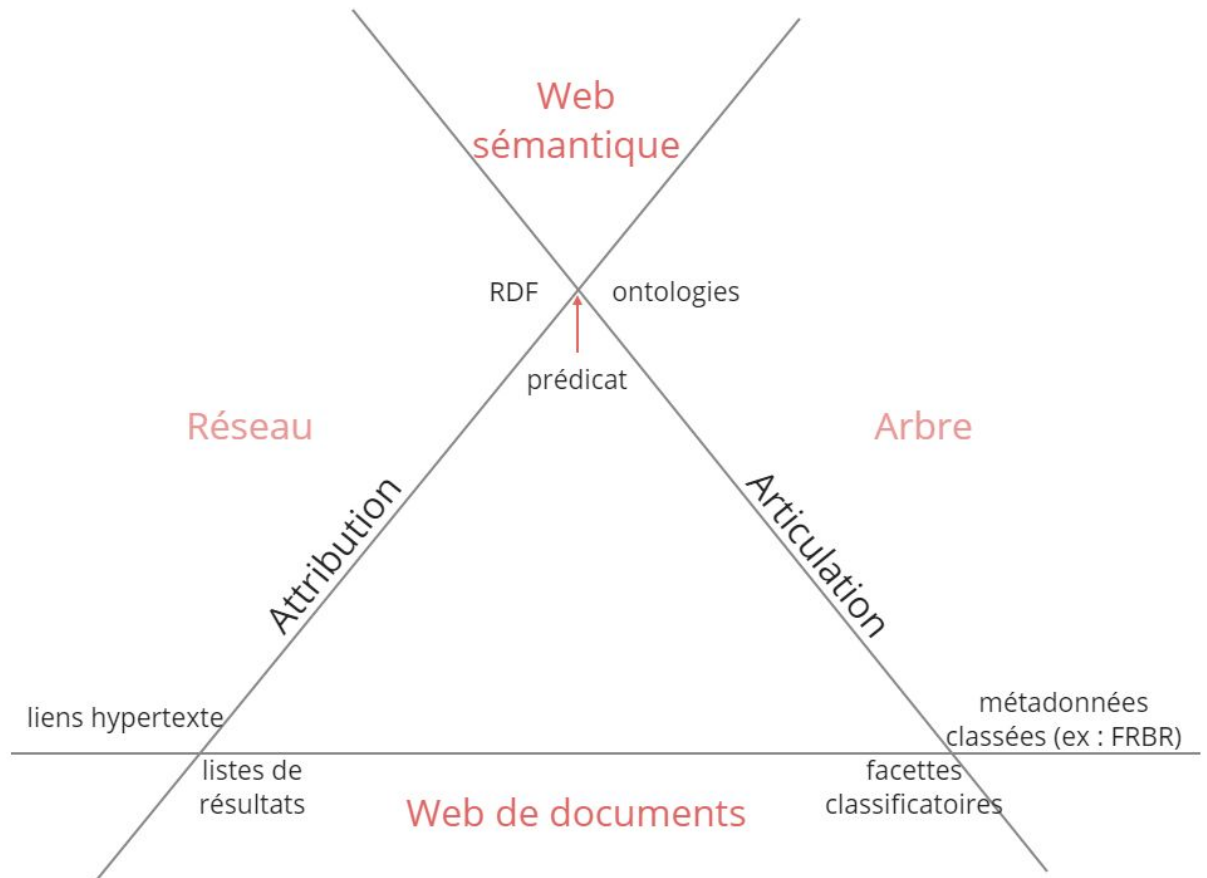 Web
sémantique
RDF
ontologies
prédicat
Réseau
Arbre
Attribution
Articulation
liens hypertexte
métadonnées
classées (ex : FRBR)
listes de
résultats
facettes
classificatoires
Web de documents